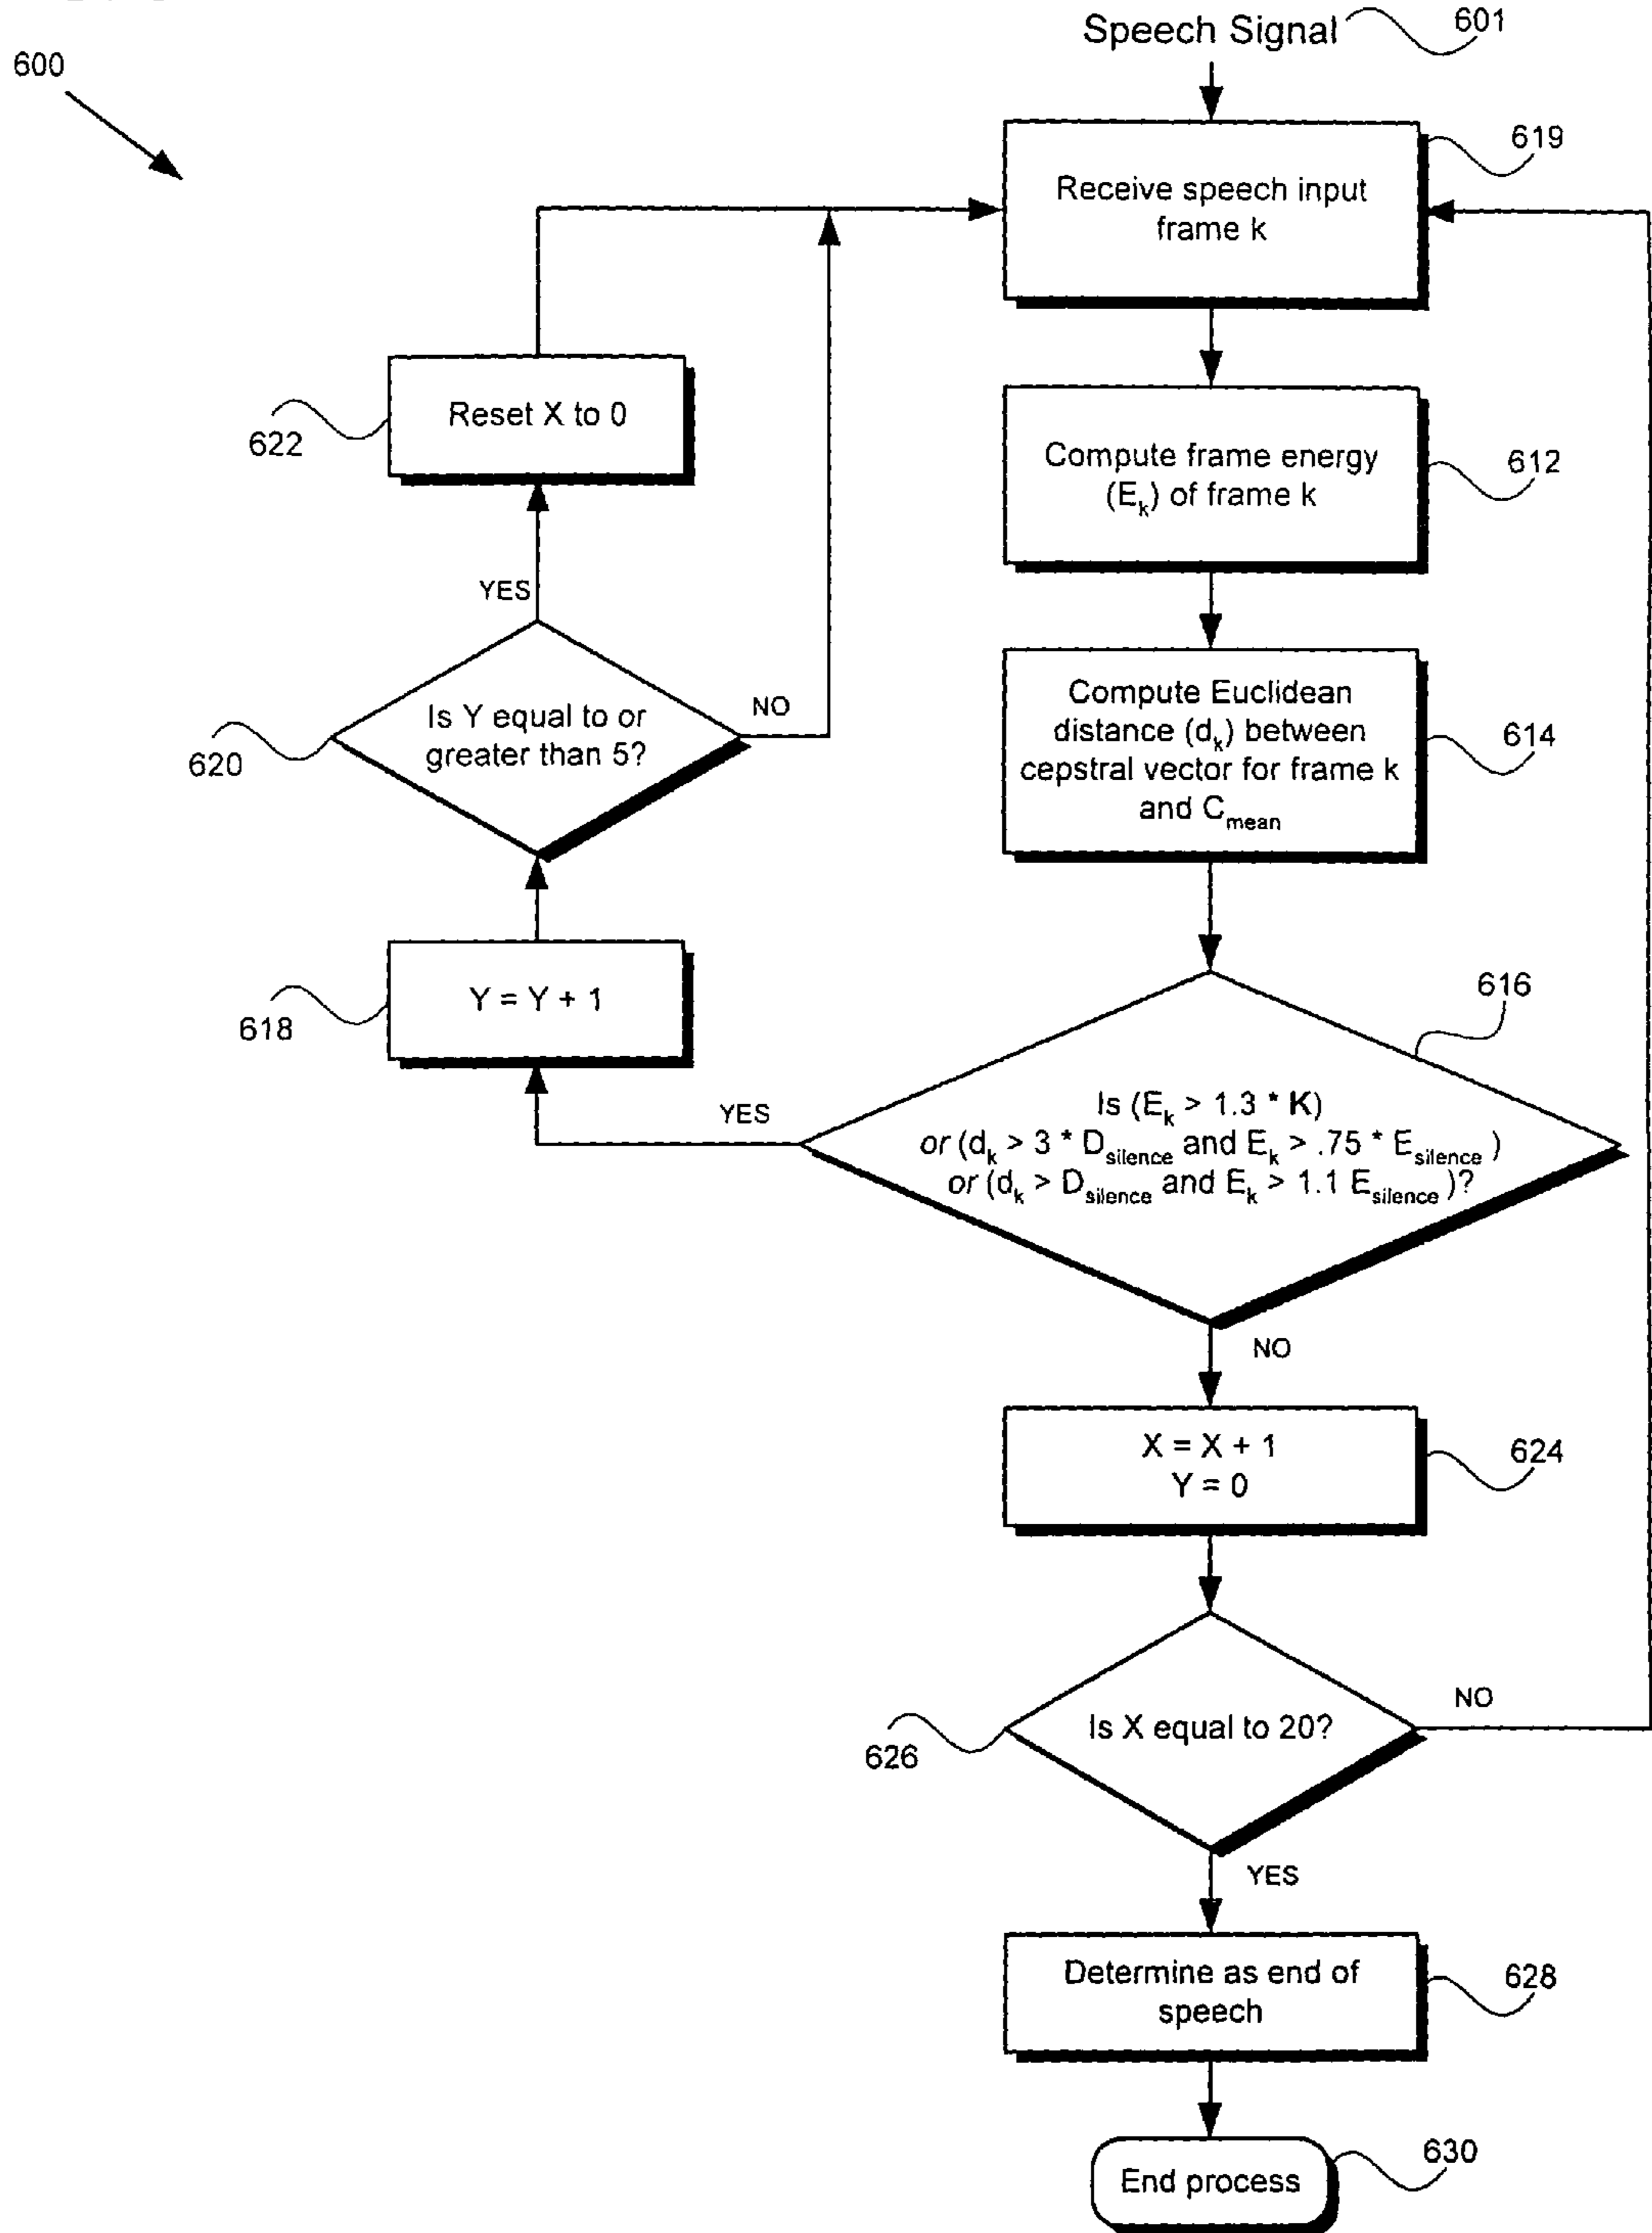 Speech Signal 601
600
619
Receive speech input
frame k
Reset X to 0
622
Compute frame energy
(Ek) of frame k
612
YES
Is Y equal to or
greater than 5?
NO
620
Compute Euclidean
distance (dk) between
cepstral vector for frame k
and Cmean
614
Y = Y + 1
618
616
YES
Is (Ek > 1.3 * K)
or (dk > 3 * Dsilence and Ek > .75 * Esilence )
or (dk > Dsilence and Ek > 1.1 Esilence )?
NO
X = X + 1
Y = 0
624
Is X equal to 20?
NO
626
YES
Determine as end of
speech
628
End process
630